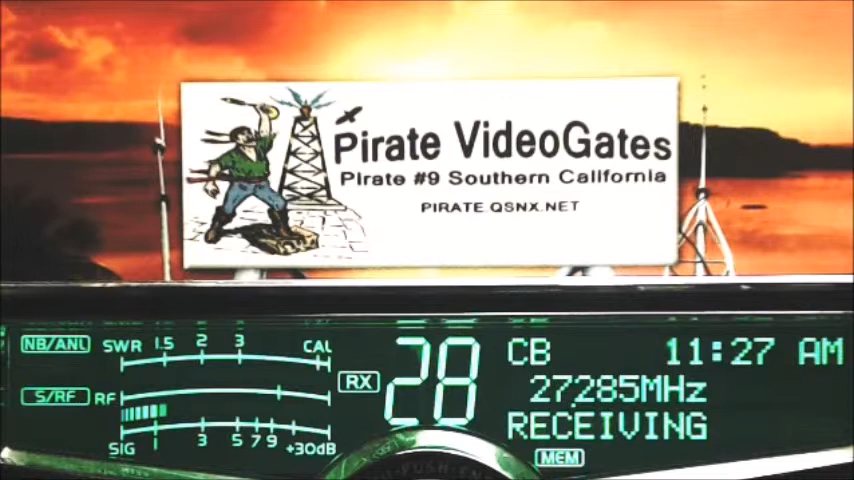 Pirate VideoGates
Pirate #9 Southern California
PIRATE.QSNX.NET
NB/ANL
SWR 1.5 2 3 CAL
S/RF
RF
SIG 1 3 5 7 9 +30dB
RX
28
CB 11:27 AM
27285MHz
RECEIVING
MEM
PUSH